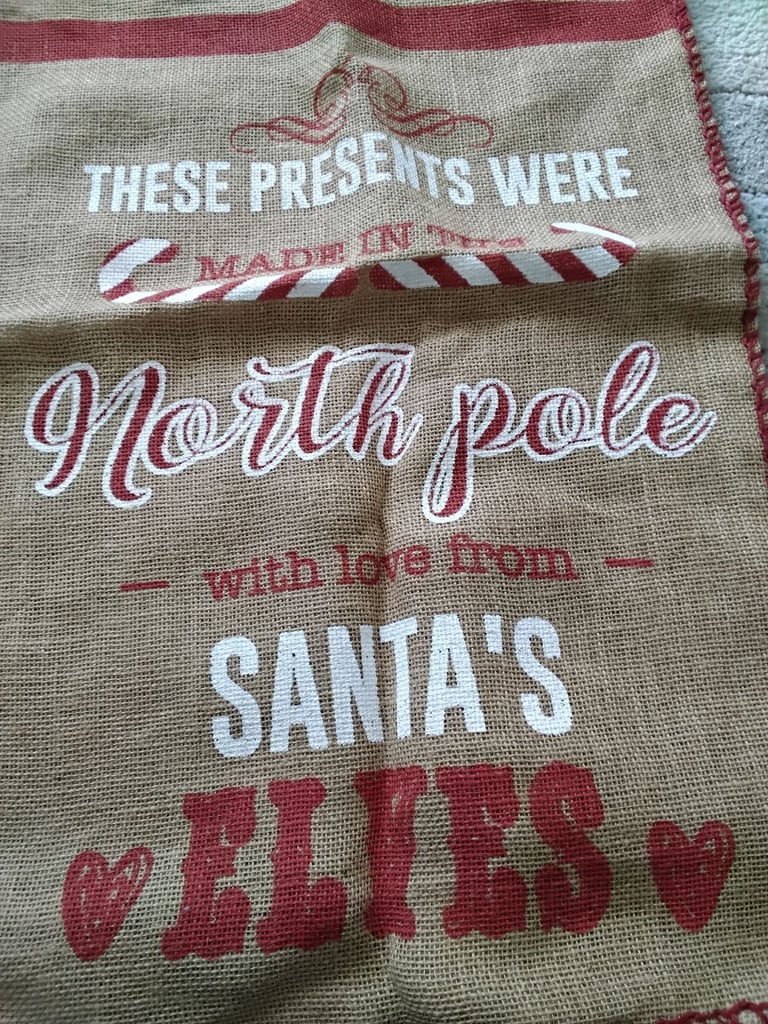 THESE PRESENTS WERE
MADE IN THE
North pole
with love from
SANTA'S
ELVES